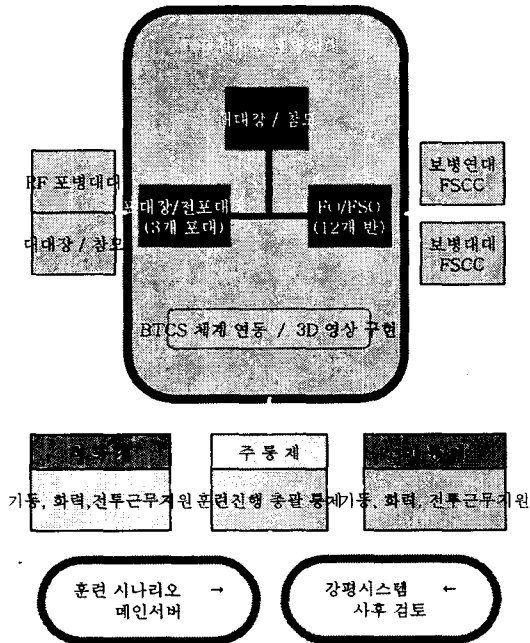 대대장 / 참모
RF 포병대대
대대장 / 참모
포대장/전포대
(3개 포대)
FO/FSO
(12개 반)
보병연대
FSCC
보병대대
FSCC
BTCS 체계 연동 / 3D 영상 구현
주 통 제
기동, 화력,전투근무지원
훈련진행 총괄 통제
기동, 화력, 전투근무지원
훈련 시나리오 →
메인서버
강평시스템 ←
사후 검토